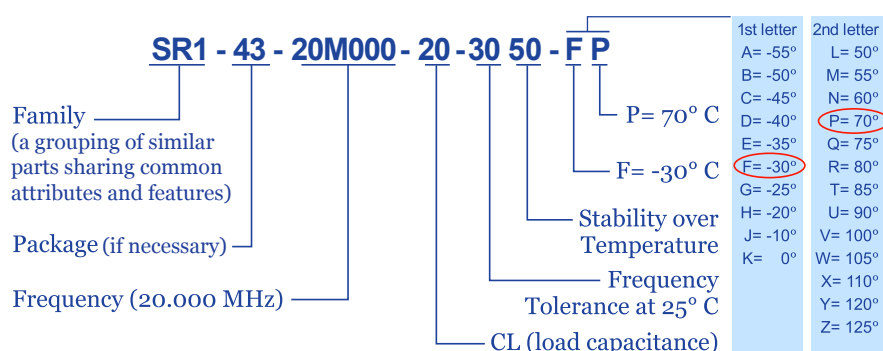 SR1 - 43 - 20M000 - 20 -30 50 - F P
Family
(a grouping of similar
parts sharing common
attributes and features)
Package (if necessary)
Frequency (20.000 MHz)
P= 70° C
F= -30° C
Stability over
Temperature
Frequency
Tolerance at 25° C
CL (load capacitance)
1st letter
A= -55°
B= -50°
C= -45°
D= -40°
E= -35°
F= -30°
G= -25°
H= -20°
J= -10°
K= 0°
2nd letter
L= 50°
M= 55°
N= 60°
P= 70°
Q= 75°
R= 80°
T= 85°
U= 90°
V= 100°
W= 105°
X= 110°
Y= 120°
Z= 125°